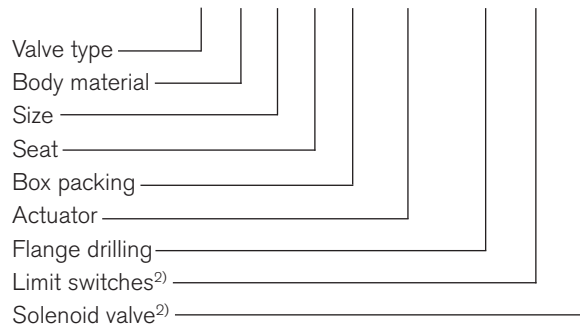 Valve type
Body material
Size
Seat
Box packing
Actuator
Flange drilling
Limit switches²⁾
Solenoid valve²⁾